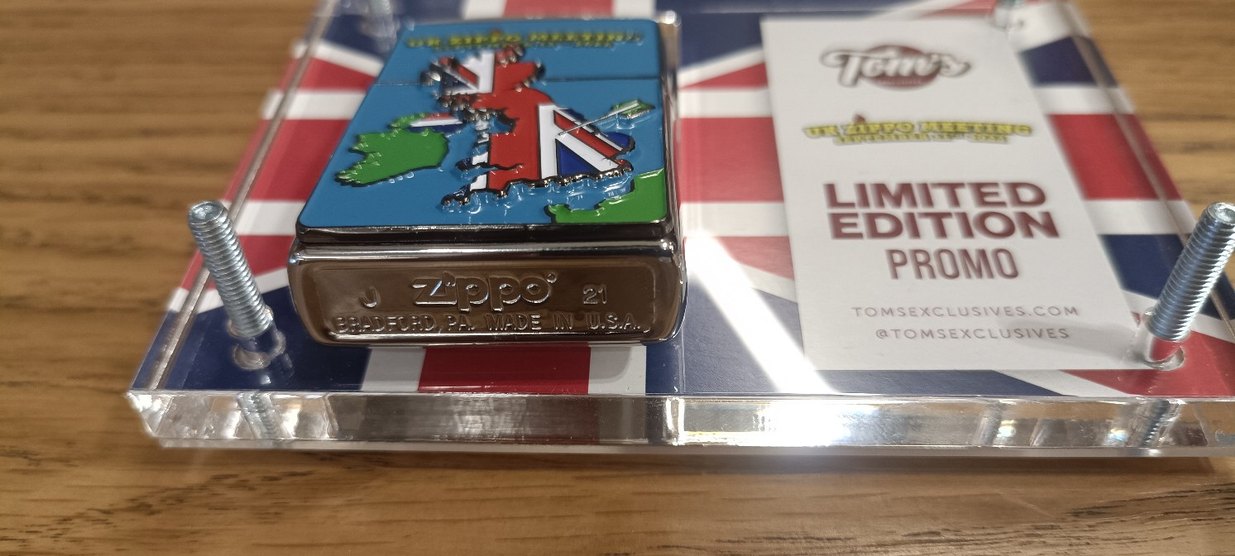 UK ZIPPO MEETING
J zippo 21
BRADFORD, PA. MADE IN U.S.A.
Tom's
UK ZIPPO MEETING
LIMITED
EDITION
PROMO
TOMSEXCLUSIVES.COM
@TOMSEXCLUSIVES